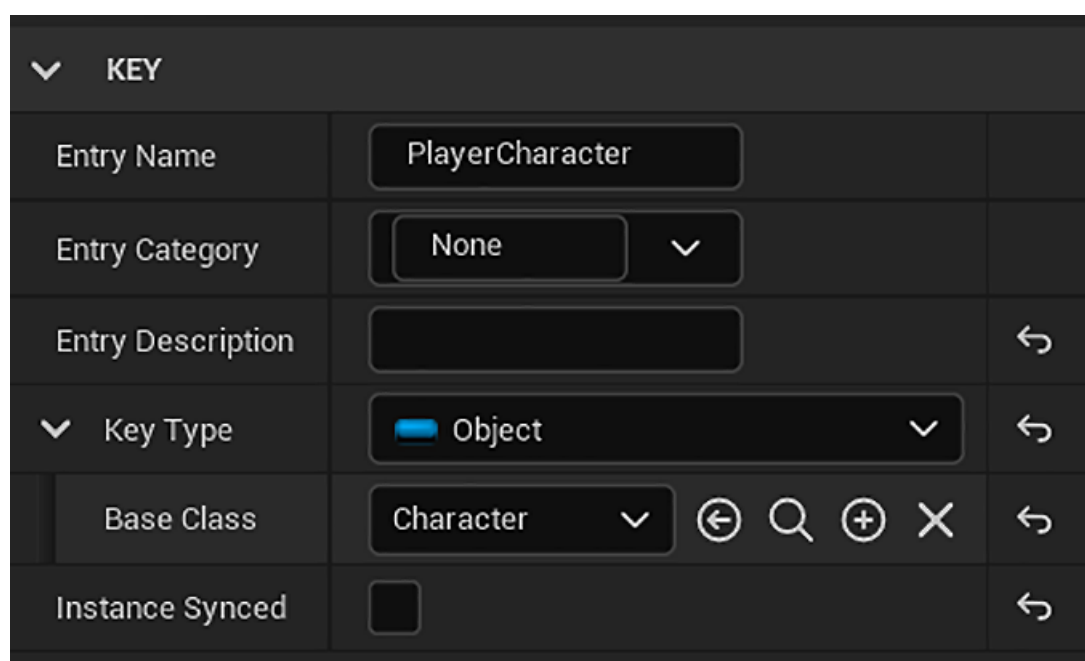 KEY
Entry Name PlayerCharacter
Entry Category None
Entry Description
Key Type Object
Base Class Character
Instance Synced